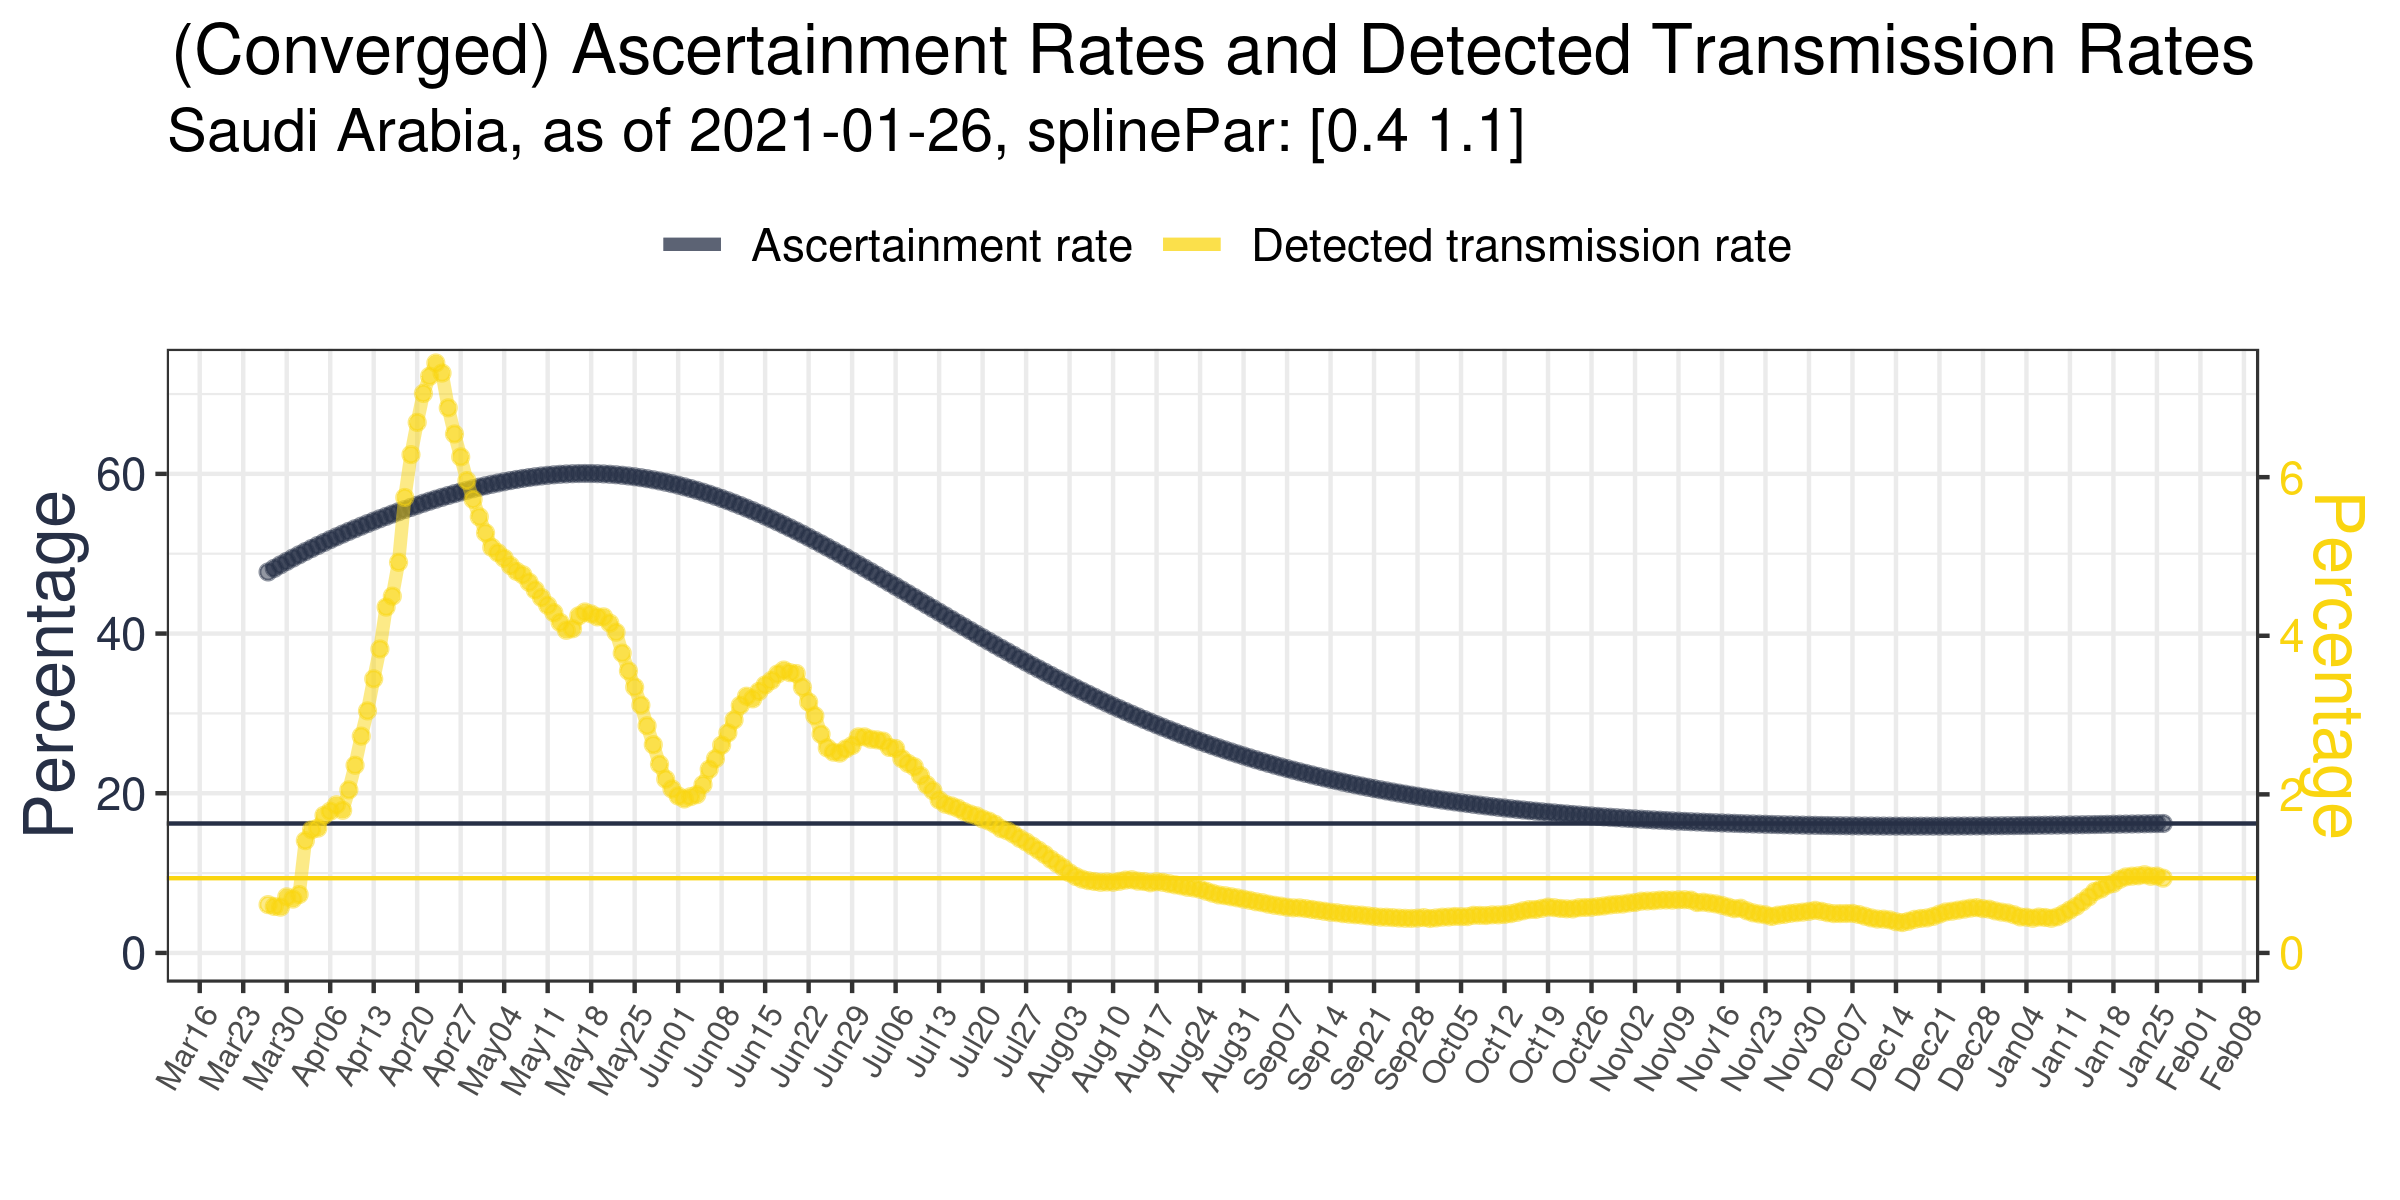 (Converged) Ascertainment Rates and Detected Transmission Rates
Saudi Arabia, as of 2021-01-26, splinePar: [0.4 1.1]
Ascertainment rate Detected transmission rate
Percentage
60
40
20
0
6
4
2
0
Percentage
Mar16 Mar23 Mar30 Apr06 Apr13 Apr20 Apr27 May04 May11 May18 May25 Jun01 Jun08 Jun15 Jun22 Jun29 Jul06 Jul13 Jul20 Jul27 Aug03 Aug10 Aug17 Aug24 Aug31 Sep07 Sep14 Sep21 Sep28 Oct05 Oct12 Oct19 Oct26 Nov02 Nov09 Nov16 Nov23 Nov30 Dec07 Dec14 Dec21 Dec28 Jan04 Jan11 Jan18 Jan25 Feb01 Feb08